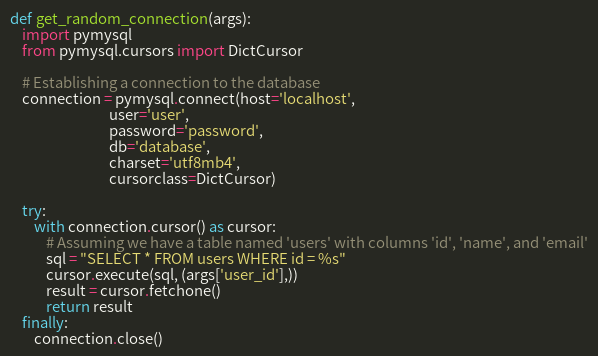 def get_random_connection(args):
    import pymysql
    from pymysql.cursors import DictCursor

    # Establishing a connection to the database
    connection = pymysql.connect(host='localhost',
                                 user='user',
                                 password='password',
                                 db='database',
                                 charset='utf8mb4',
                                 cursorclass=DictCursor)

    try:
        with connection.cursor() as cursor:
            # Assuming we have a table named 'users' with columns 'id', 'name', and 'email'
            sql = "SELECT * FROM users WHERE id = %s"
            cursor.execute(sql, (args['user_id'],))
            result = cursor.fetchone()
            return result
    finally:
        connection.close()